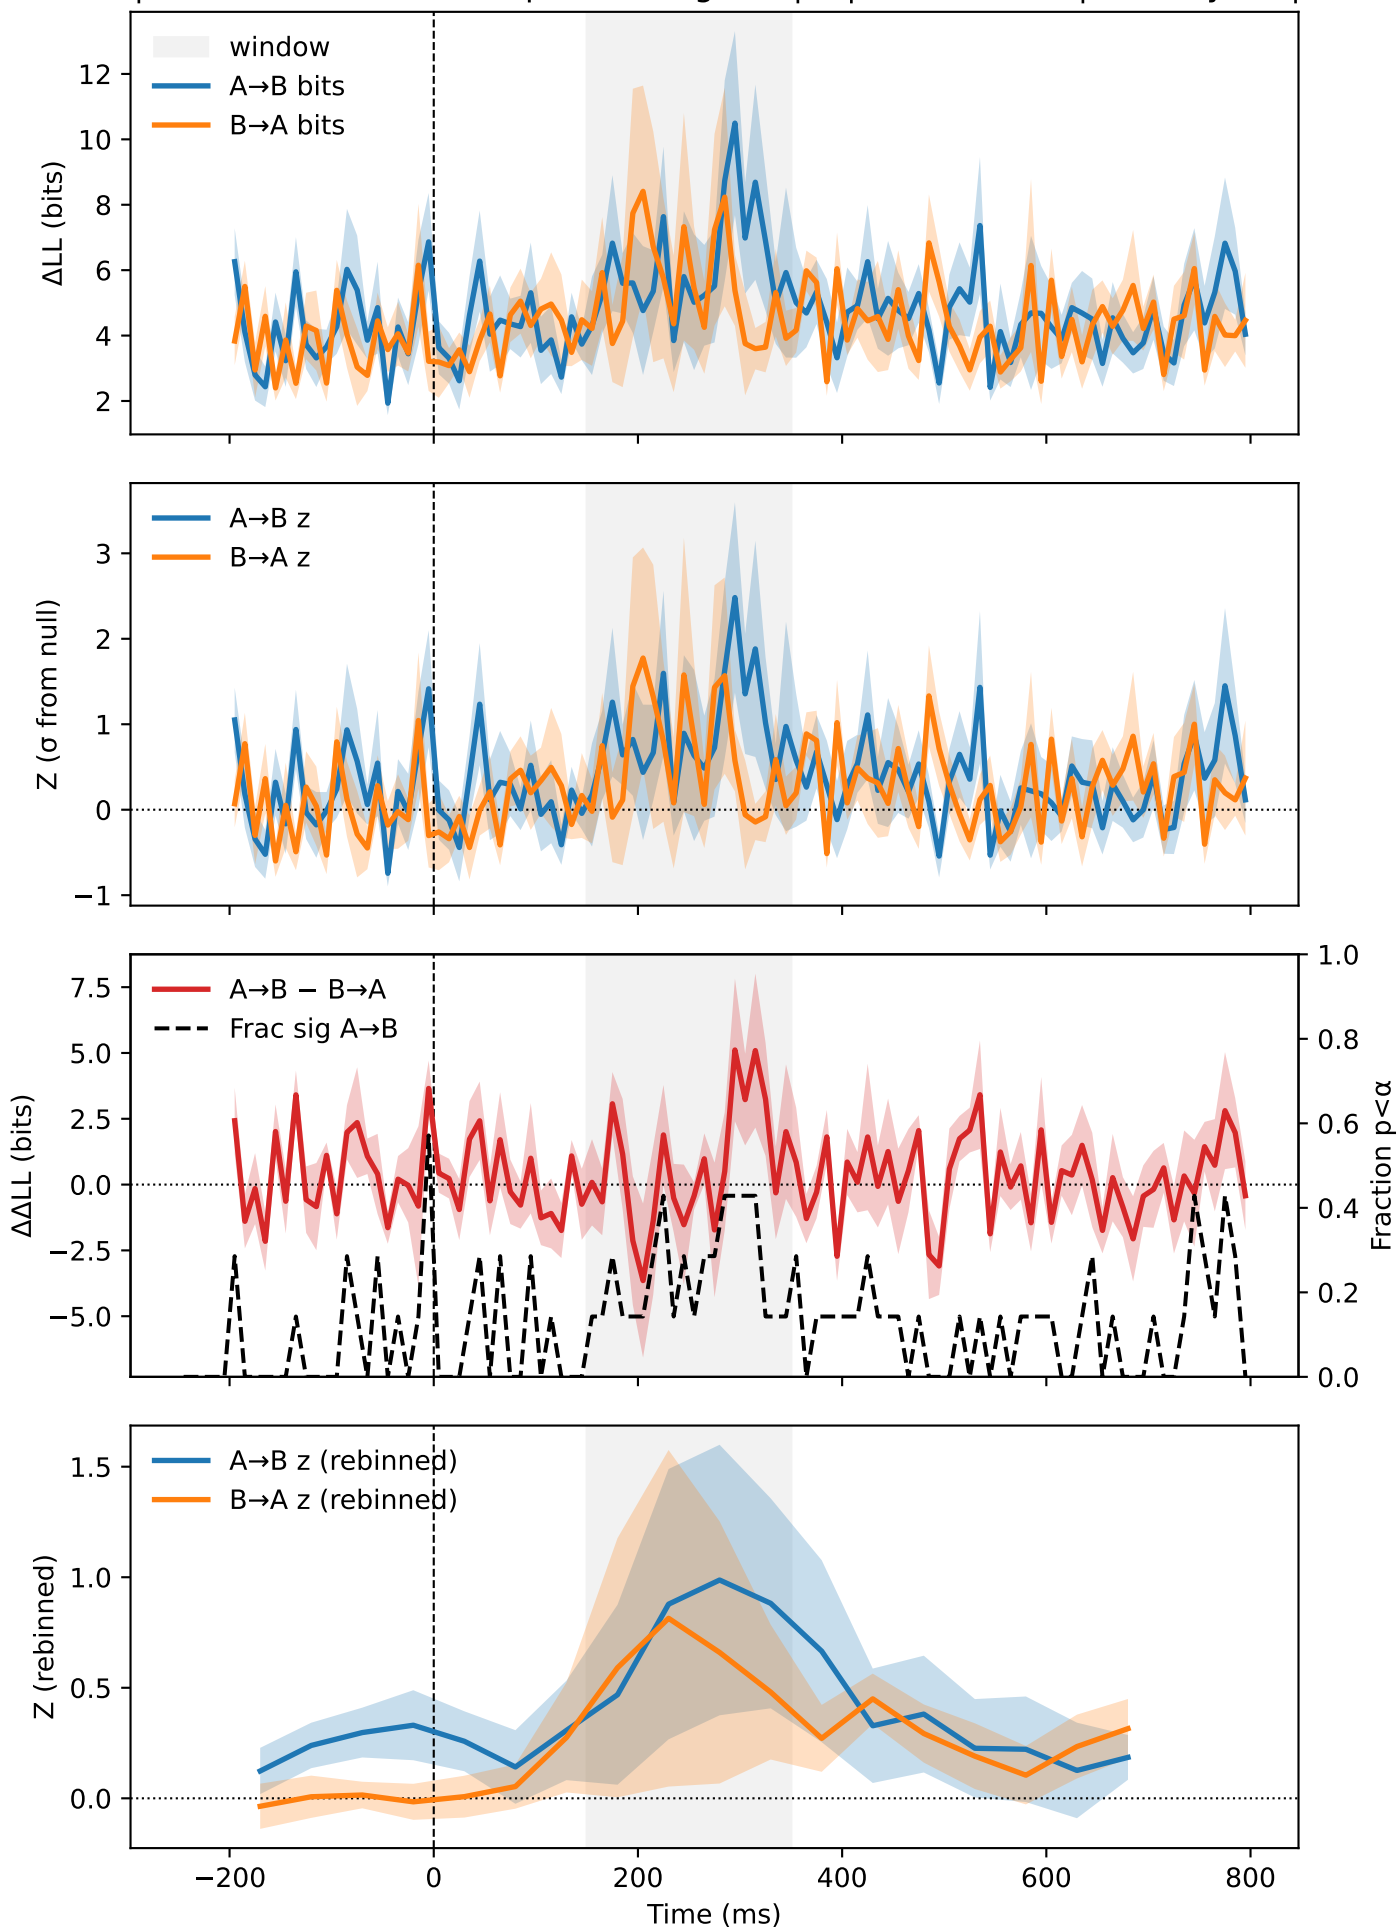 window
A→B bits
B→A bits
12
10
8
6
4
2
ΔLL (bits)
A→B z
B→A z
3
2
1
0
−1
Z (σ from null)
A→B − B→A
Frac sig A→B
7.5
5.0
2.5
0.0
−2.5
−5.0
ΔΔLL (bits)
1.0
0.8
0.6
0.4
0.2
0.0
Fraction p<α
A→B z (rebinned)
B→A z (rebinned)
1.5
1.0
0.5
0.0
Z (rebinned)
−200 0 200 400 600 800
Time (ms)